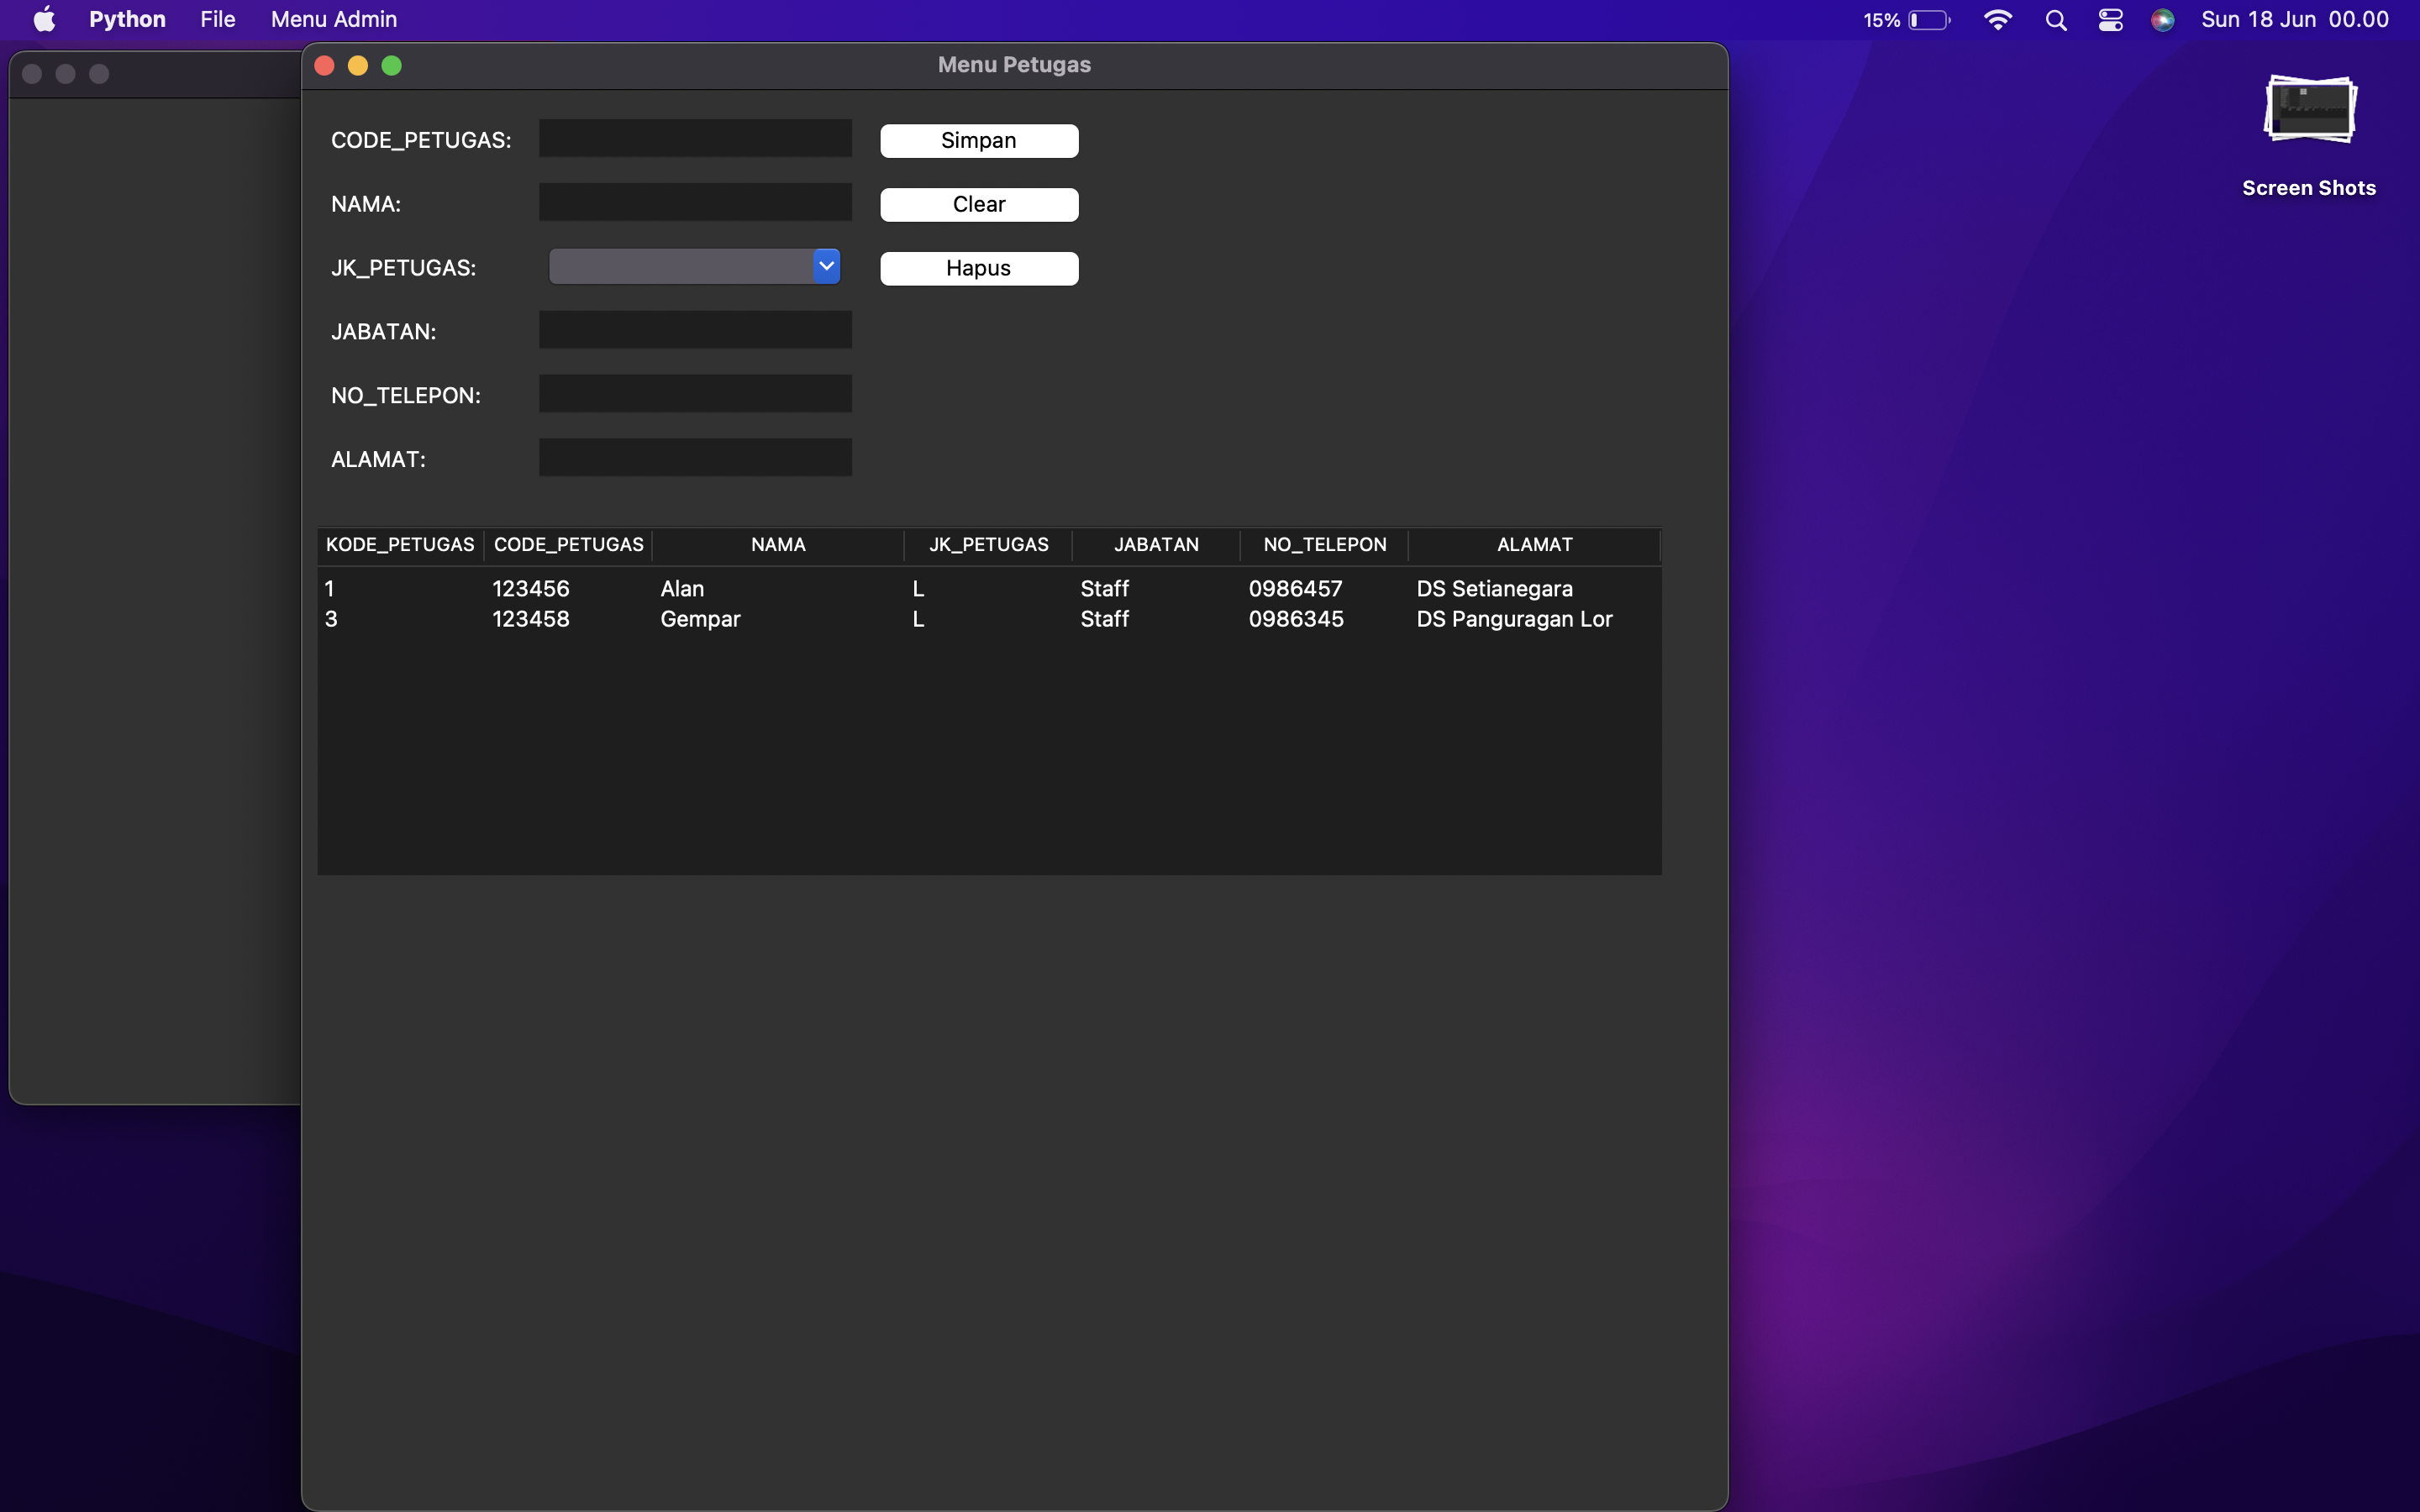 Python File Menu Admin 15% Sun 18 Jun 00.00
Menu Petugas
Screen Shots
CODE_PETUGAS: Simpan
NAMA: Clear
JK_PETUGAS: Hapus
JABATAN:
NO_TELEPON:
ALAMAT:
KODE_PETUGAS CODE_PETUGAS NAMA JK_PETUGAS JABATAN NO_TELEPON ALAMAT
1 123456 Alan L Staff 0986457 DS Setianegara
3 123458 Gempar L Staff 0986345 DS Panguragan Lor